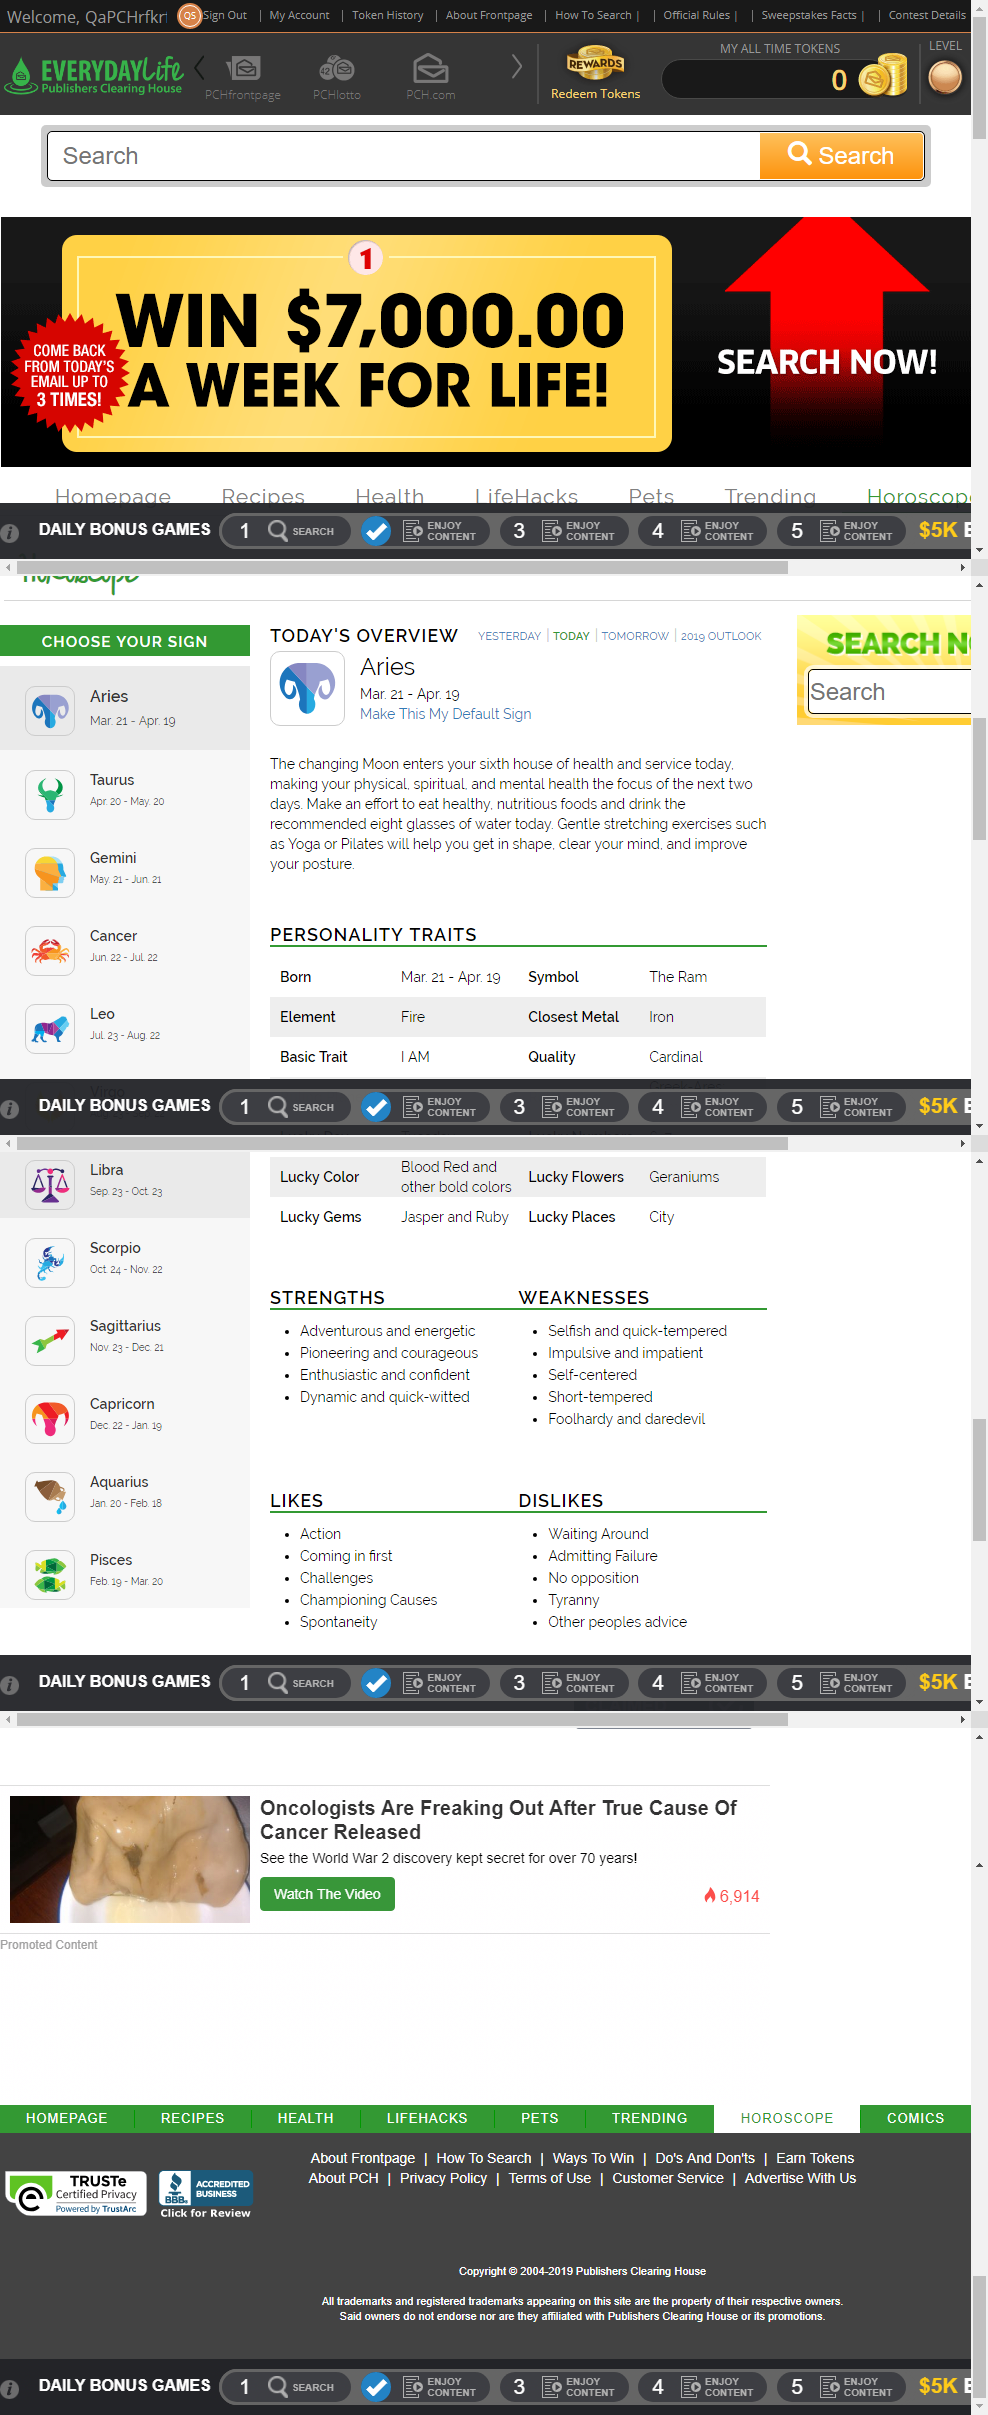 Welcome, QaPCHrfkr
QS Sign Out | My Account | Token History | About Frontpage | How To Search | | Official Rules | | Sweepstakes Facts | | Contest Details
EVERYDAYLife
Publishers Clearing House
PCHfrontpage PCHlotto PCH.com
REWARDS
Redeem Tokens
MY ALL TIME TOKENS
0
LEVEL
Search Search
1
WIN $7,000.00
A WEEK FOR LIFE!
COME BACK
FROM TODAY'S
EMAIL UP TO
3 TIMES!
SEARCH NOW!
Homepage Recipes Health LifeHacks Pets Trending Horoscope
DAILY BONUS GAMES 1 SEARCH ENJOY CONTENT 3 ENJOY CONTENT 4 ENJOY CONTENT 5 ENJOY CONTENT $5K
Horoscope
CHOOSE YOUR SIGN
Aries
Mar. 21 - Apr. 19
Taurus
Apr. 20 - May. 20
Gemini
May. 21 - Jun. 21
Cancer
Jun. 22 - Jul. 22
Leo
Jul. 23 - Aug. 22
TODAY'S OVERVIEW YESTERDAY | TODAY | TOMORROW | 2019 OUTLOOK
Aries
Mar. 21 - Apr. 19
Make This My Default Sign
The changing Moon enters your sixth house of health and service today,
making your physical, spiritual, and mental health the focus of the next two
days. Make an effort to eat healthy, nutritious foods and drink the
recommended eight glasses of water today. Gentle stretching exercises such
as Yoga or Pilates will help you get in shape, clear your mind, and improve
your posture.
SEARCH N
Search
PERSONALITY TRAITS
Born Mar. 21 - Apr. 19 Symbol The Ram
Element Fire Closest Metal Iron
Basic Trait I AM Quality Cardinal
DAILY BONUS GAMES 1 SEARCH ENJOY CONTENT 3 ENJOY CONTENT 4 ENJOY CONTENT 5 ENJOY CONTENT $5K
Libra
Sep. 23 - Oct. 23
Scorpio
Oct. 24 - Nov. 22
Sagittarius
Nov. 23 - Dec. 21
Capricorn
Dec. 22 - Jan. 19
Aquarius
Jan. 20 - Feb. 18
Pisces
Feb. 19 - Mar. 20
Lucky Color Blood Red and other bold colors Lucky Flowers Geraniums
Lucky Gems Jasper and Ruby Lucky Places City
STRENGTHS
Adventurous and energetic
Pioneering and courageous
Enthusiastic and confident
Dynamic and quick-witted
WEAKNESSES
Selfish and quick-tempered
Impulsive and impatient
Self-centered
Short-tempered
Foolhardy and daredevil
LIKES
Action
Coming in first
Challenges
Championing Causes
Spontaneity
DISLIKES
Waiting Around
Admitting Failure
No opposition
Tyranny
Other peoples advice
DAILY BONUS GAMES 1 SEARCH ENJOY CONTENT 3 ENJOY CONTENT 4 ENJOY CONTENT 5 ENJOY CONTENT $5K
Oncologists Are Freaking Out After True Cause Of
Cancer Released
See the World War 2 discovery kept secret for over 70 years!
Watch The Video 6,914
Promoted Content
HOMEPAGE RECIPES HEALTH LIFEHACKS PETS TRENDING HOROSCOPE COMICS
About Frontpage | How To Search | Ways To Win | Do's And Don'ts | Earn Tokens
About PCH | Privacy Policy | Terms of Use | Customer Service | Advertise With Us
TRUSTe
Certified Privacy
Powered by TrustArc
BBB ACCREDITED BUSINESS
Click for Review
Copyright © 2004-2019 Publishers Clearing House
All trademarks and registered trademarks appearing on this site are the property of their respective owners.
Said owners do not endorse nor are they affiliated with Publishers Clearing House or its promotions.
DAILY BONUS GAMES 1 SEARCH ENJOY CONTENT 3 ENJOY CONTENT 4 ENJOY CONTENT 5 ENJOY CONTENT $5K